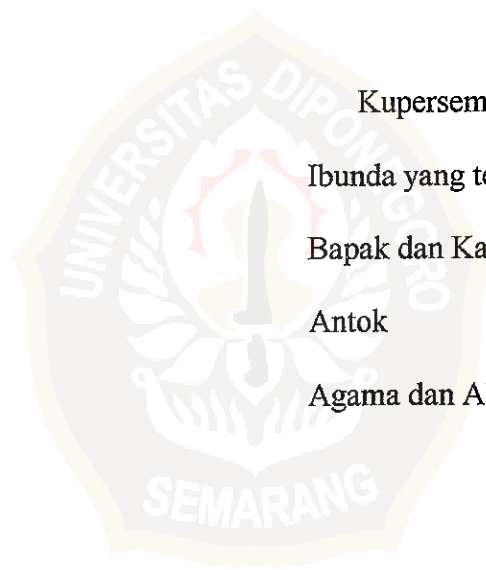 UNIVERSITAS DIPONEGORO
Kupersem
Ibunda yang te
Bapak dan Ka
Antok
Agama dan A
SEMARANG